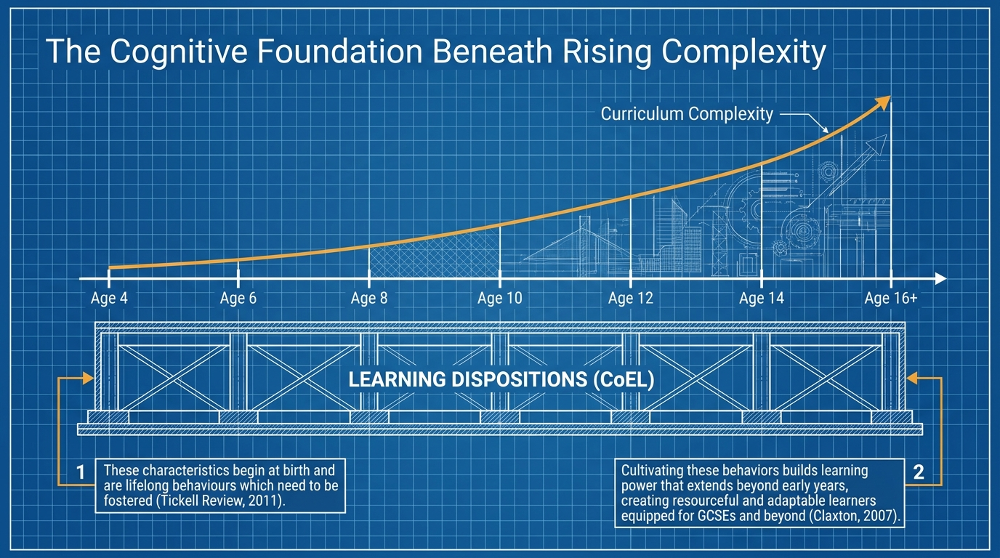 The Cognitive Foundation Beneath Rising Complexity
Curriculum Complexity
Age 4
Age 6
Age 8
Age 10
Age 12
Age 14
Age 16+
LEARNING DISPOSITIONS (CoEL)
1
These characteristics begin at birth and
are lifelong behaviours which need to be
fostered (Tickell Review, 2011).
Cultivating these behaviors builds learning
power that extends beyond early years,
creating resourceful and adaptable learners
equipped for GCSEs and beyond (Claxton, 2007).
2